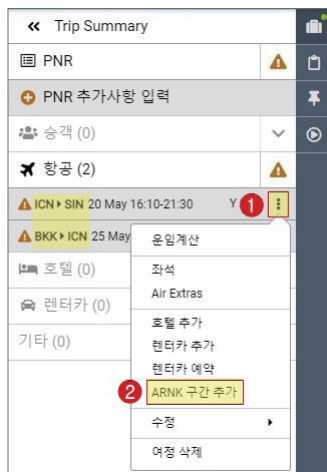 « Trip Summary
PNR
PNR 추가사항 입력
승객 (0)
항공 (2)
ICN ▸ SIN 20 May 16:10-21:30 Y 1
BKK ▸ ICN 25 May
운임계산
호텔 (0)
좌석
Air Extras
렌터카 (0)
호텔 추가
기타 (0)
렌터카 추가
렌터카 예약
2 ARNK 구간 추가
수정
여정 삭제